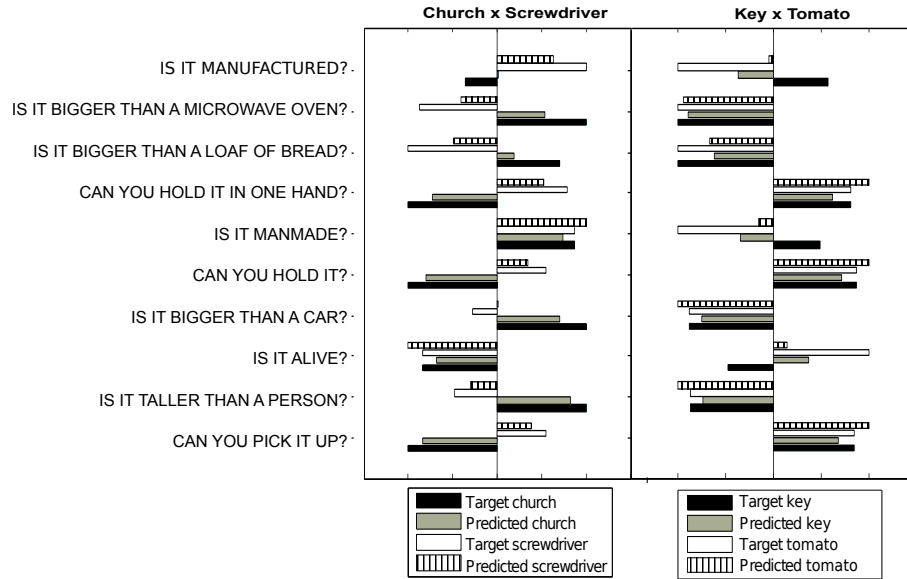 Church x Screwdriver
Key x Tomato
IS IT MANUFACTURED?
IS IT BIGGER THAN A MICROWAVE OVEN?
IS IT BIGGER THAN A LOAF OF BREAD?
CAN YOU HOLD IT IN ONE HAND?
IS IT MANMADE?
CAN YOU HOLD IT?
IS IT BIGGER THAN A CAR?
IS IT ALIVE?
IS IT TALLER THAN A PERSON?
CAN YOU PICK IT UP?
Target church
Predicted church
Target screwdriver
Predicted screwdriver
Target key
Predicted key
Target tomato
Predicted tomato